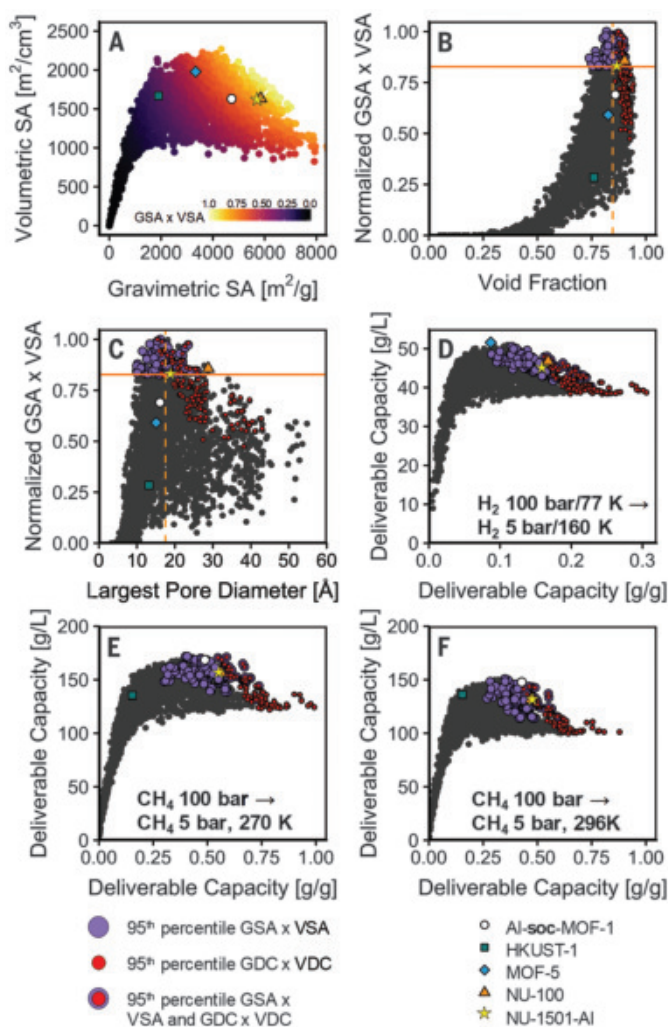 A
Volumetric SA [m²/cm³]
2500
2000
1500
1000
500
0
GSA x VSA
1.0 0.75 0.50 0.25 0.0
0 2000 4000 6000 8000
Gravimetric SA [m²/g]
B
Normalized GSA x VSA
1.00
0.75
0.50
0.25
0.00
0.00 0.25 0.50 0.75 1.00
Void Fraction
C
Normalized GSA x VSA
1.00
0.75
0.50
0.25
0.00
0 10 20 30 40 50 60
Largest Pore Diameter [Å]
D
Deliverable Capacity [g/L]
60
50
40
30
20
10
0
H₂ 100 bar/77 K →
H₂ 5 bar/160 K
0.0 0.1 0.2 0.3
Deliverable Capacity [g/g]
E
Deliverable Capacity [g/L]
200
150
100
50
0
CH₄ 100 bar →
CH₄ 5 bar, 270 K
0.00 0.25 0.50 0.75 1.00
Deliverable Capacity [g/g]
F
Deliverable Capacity [g/L]
200
150
100
50
0
CH₄ 100 bar →
CH₄ 5 bar, 296K
0.00 0.25 0.50 0.75 1.00
Deliverable Capacity [g/g]
95th percentile GSA x VSA
95th percentile GDC x VDC
95th percentile GSA x
VSA and GDC x VDC
Al-soc-MOF-1
HKUST-1
MOF-5
NU-100
NU-1501-Al